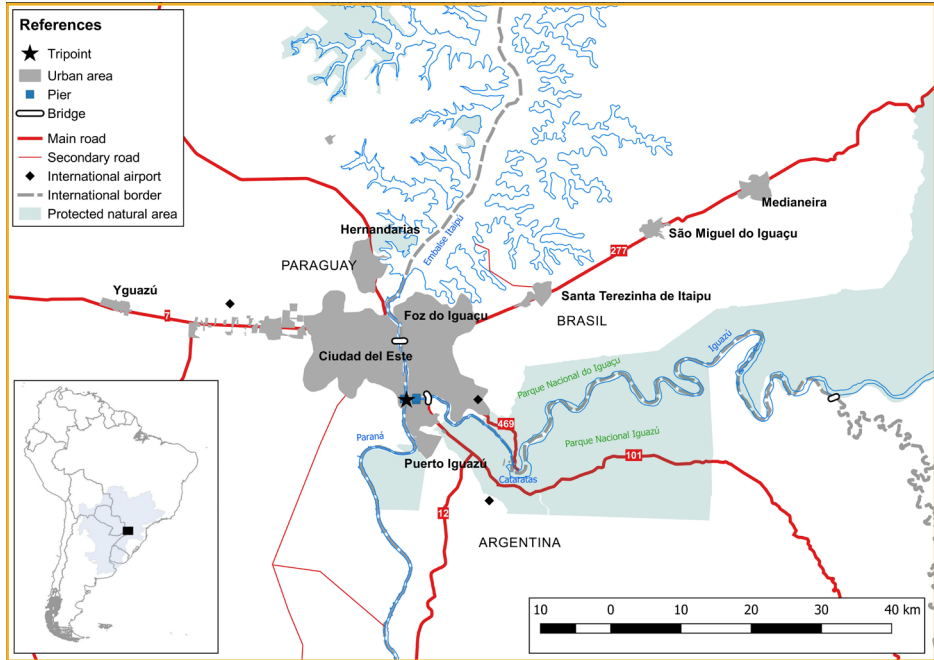 References
Tripoint
Urban area
Pier
Bridge
Main road
Secondary road
International airport
International border
Protected natural area
Hernandarias
PARAGUAY
Embalse Itaipú
Medianeira
São Miguel do Iguaçu
277
Yguazú
7
Foz do Iguaçu
Santa Terezinha de Itaipu
BRASIL
Ciudad del Este
Iguazú
Parque Nacional do Iguaçu
469
Paraná
Parque Nacional Iguazú
Puerto Iguazú
101
Cataratas
12
ARGENTINA
10 0 10 20 30 40 km